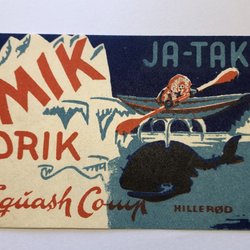 MIK
JA-TAK
DRIK
Squash Comp
HILLERØD